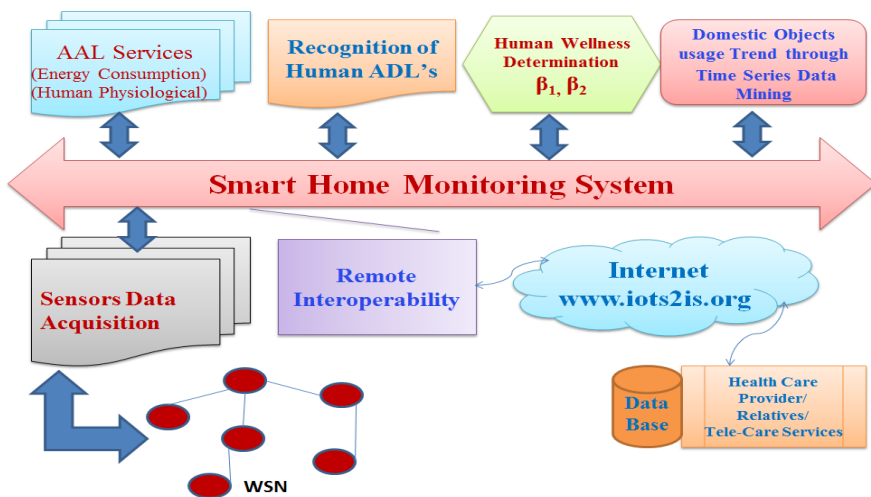 AAL Services
(Energy Consumption)
(Human Physiological)
Recognition of
Human ADL's
Human Wellness
Determination
β1, β2
Domestic Objects
usage Trend through
Time Series Data
Mining
Smart Home Monitoring System
Sensors Data
Acquisition
Remote
Interoperability
Internet
www.iots2is.org
Data
Base
Health Care
Provider/
Relatives/
Tele-Care Services
WSN